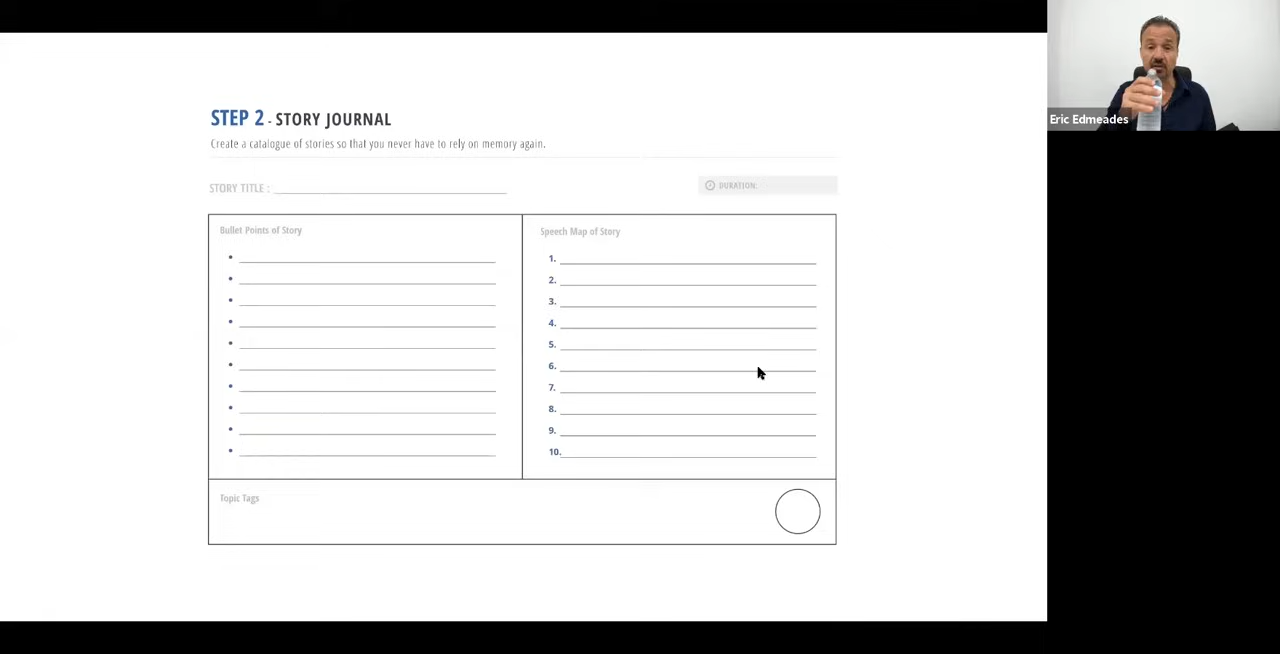 STEP 2 - STORY JOURNAL
Create a catalogue of stories so that you never have to rely on memory again.
STORY TITLE :
DURATION:
Bullet Points of Story
Speech Map of Story
1.
2.
3.
4.
5.
6.
7.
8.
9.
10.
Topic Tags
Eric Edmeades